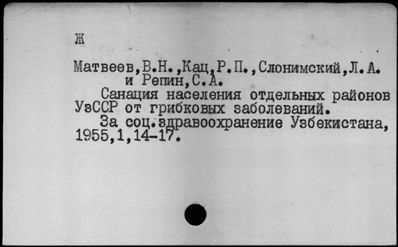 Ж
Матвеев,В.Н.,Кац,Р.П.,Слонимский,Л.А.
и Репин,С.А.
Санация населения отдельных районов
УзССР от грибковых заболеваний.
За соц.здравоохранение Узбекистана,
1955,1,14-17.